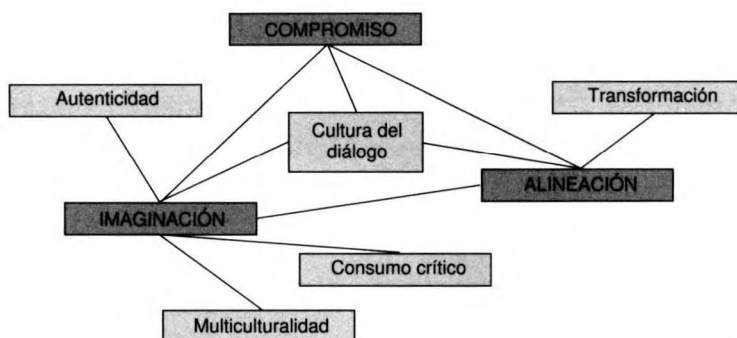 COMPROMISO
Autenticidad
Transformación
Cultura del
diálogo
ALINEACIÓN
IMAGINACIÓN
Consumo crítico
Multiculturalidad